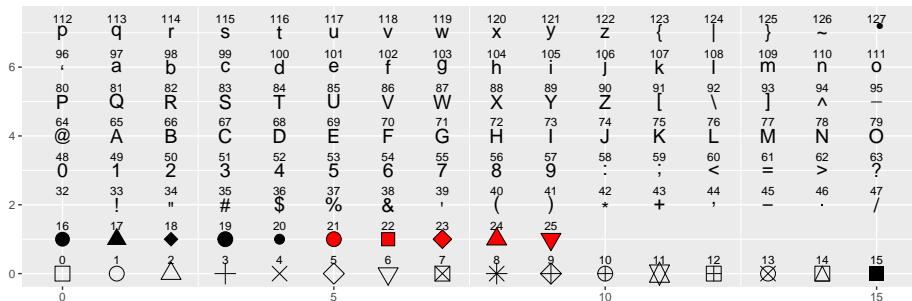 112 113 114 115 116 117 118 119 120 121 122 123 124 125 126 127
p q r s t u v w x y z { | } ~
96 97 98 99 100 101 102 103 104 105 106 107 108 109 110 111
6 ‘ a b c d e f g h i j k l m n o
80 81 82 83 84 85 86 87 88 89 90 91 92 93 94 95
P Q R S T U V W X Y Z [ \ ] ^ _
64 65 66 67 68 69 70 71 72 73 74 75 76 77 78 79
4 @ A B C D E F G H I J K L M N O
48 49 50 51 52 53 54 55 56 57 58 59 60 61 62 63
0 1 2 3 4 5 6 7 8 9 : ; < = > ?
32 33 34 35 36 37 38 39 40 41 42 43 44 45 46 47
2 ! " # $ % & ' ( ) * + , − . /
16 17 18 19 20 21 22 23 24 25
0 1 2 3 4 5 6 7 8 9 10 11 12 13 14 15
0
0 5 10 15